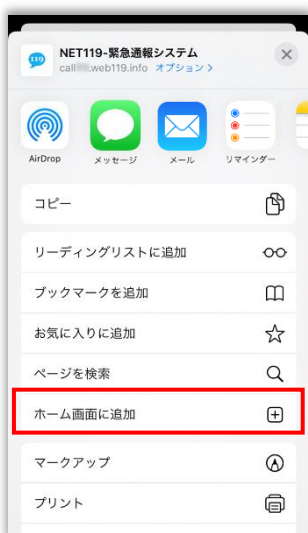 119
NET119-緊急通報システム
call
.web119.info オプション >
AirDrop
メッセージ
メール
リマインダー
コピー
リーディングリストに追加
ブックマークを追加
お気に入りに追加
ページを検索
ホーム画面に追加
マークアップ
プリント